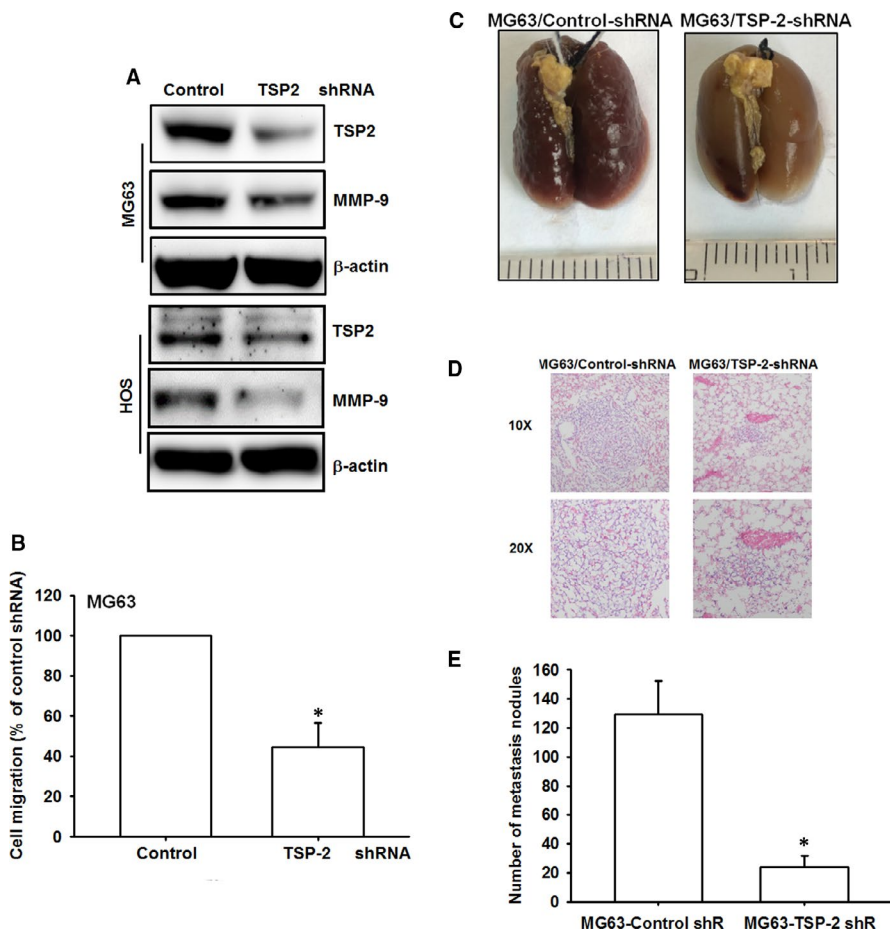 A
Control TSP2 shRNA
MG63
TSP2
MMP-9
β-actin
HOS
TSP2
MMP-9
β-actin
B
Cell migration (% of control shRNA)
MG63
120
100
80
60
40
20
0
*
Control TSP-2 shRNA
C
MG63/Control-shRNA MG63/TSP-2-shRNA
1
D
MG63/Control-shRNA MG63/TSP-2-shRNA
10X
20X
E
Number of metastasis nodules
160
140
120
100
80
60
40
20
0
*
MG63-Control shR MG63-TSP-2 shR